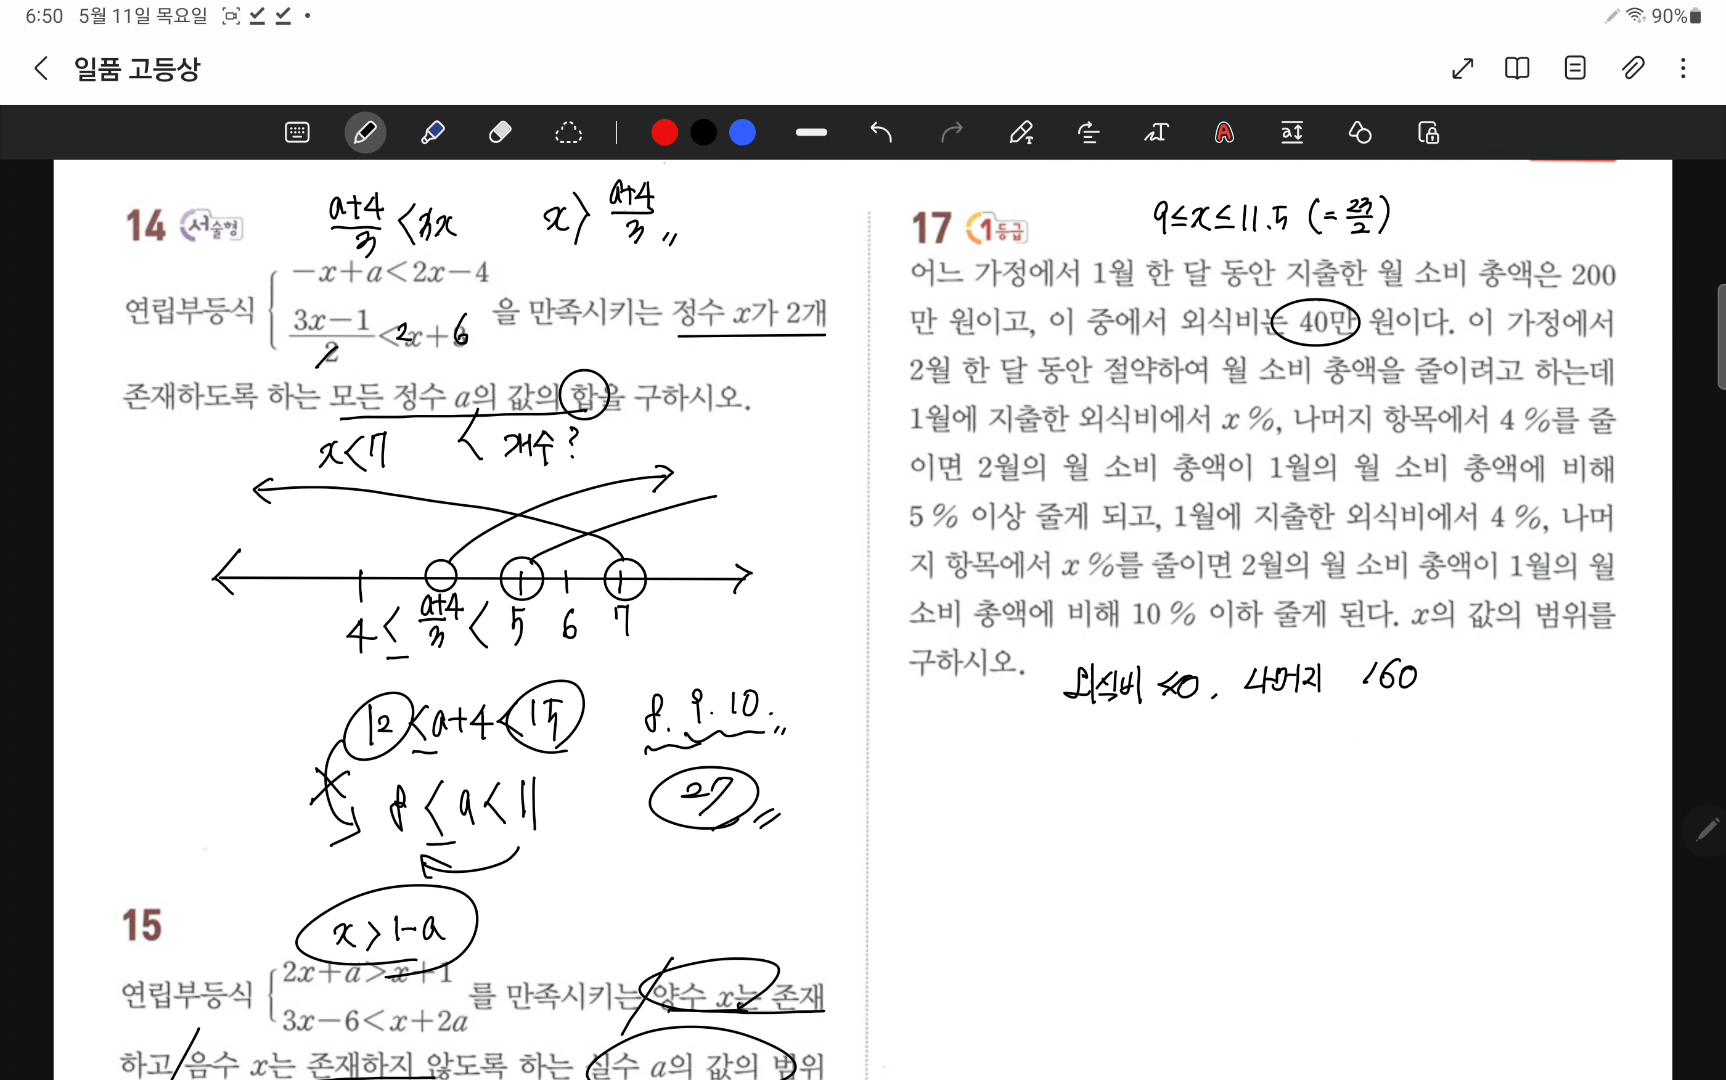 6:50 5월 11일 목요일
90%
일품 고등상
14 서술형
a+4/3 < 3x
x > a+4/3
연립부등식 { -x+a<2x-4
3x-1/2 < 2x+6 을 만족시키는 정수 x가 2개
존재하도록 하는 모든 정수 a의 값의 합을 구하시오.
x<7 < 개수?
4 ≤ a+4/3 < 5 6 7
12 ≤ a+4 < 15
8. 9. 10.
8 ≤ a < 11
27
15
x > 1-a
연립부등식 { 2x+a>x+1
3x-6<x+2a 를 만족시키는 양수 x는 존재
하고 음수 x는 존재하지 않도록 하는 실수 a의 값의 범위
17 1등급
9≤x≤11.5 (=23/2)
어느 가정에서 1월 한 달 동안 지출한 월 소비 총액은 200
만 원이고, 이 중에서 외식비는 40만 원이다. 이 가정에서
2월 한 달 동안 절약하여 월 소비 총액을 줄이려고 하는데
1월에 지출한 외식비에서 x %, 나머지 항목에서 4 %를 줄
이면 2월의 월 소비 총액이 1월의 월 소비 총액에 비해
5 % 이상 줄게 되고, 1월에 지출한 외식비에서 4 %, 나머
지 항목에서 x %를 줄이면 2월의 월 소비 총액이 1월의 월
소비 총액에 비해 10 % 이하 줄게 된다. x의 값의 범위를
구하시오.
외식비 40, 나머지 160